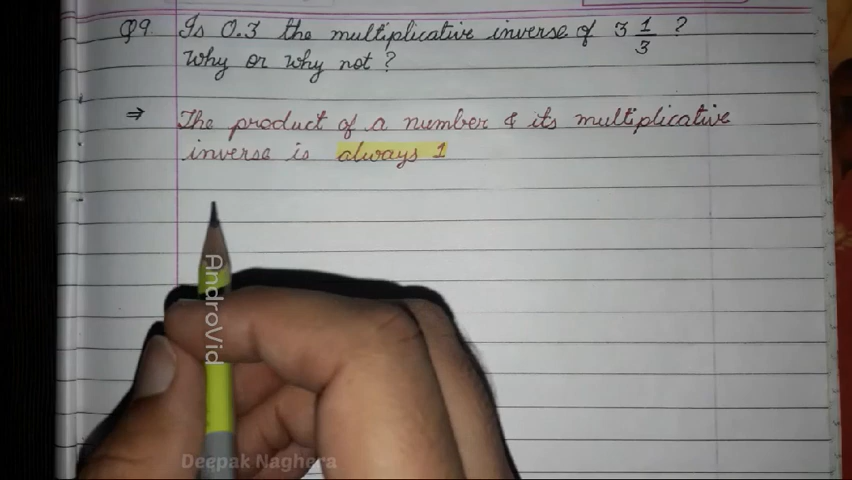 Q9 Is 0.3 the multiplicative inverse of 3 1/3 ?
Why or why not ?
⇒ The product of a number & its multiplicative
inverse is always 1
AndroVid
Deepak Naghera